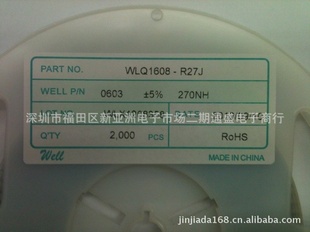 PART NO. WLQ1608 - R27J
WELL P/N 0603 ±5% 270NH
深圳市福田区新亚洲电子市场二期通盛电子商行
Q'TY 2,000 PCS RoHS
Well MADE IN CHINA
jinjiada168.cn.alibaba.com